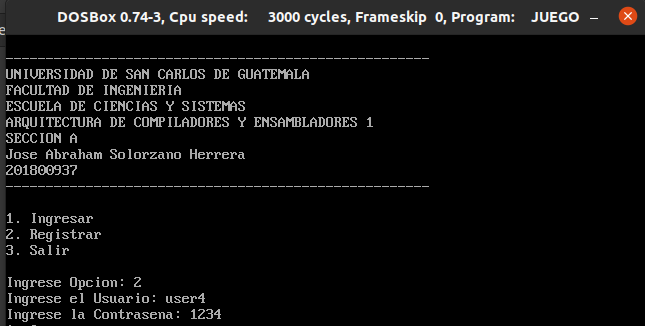 DOSBox 0.74-3, Cpu speed: 3000 cycles, Frameskip 0, Program: JUEGO
-----------------------------------------------------
UNIVERSIDAD DE SAN CARLOS DE GUATEMALA
FACULTAD DE INGENIERIA
ESCUELA DE CIENCIAS Y SISTEMAS
ARQUITECTURA DE COMPILADORES Y ENSAMBLADORES 1
SECCION A
Jose Abraham Solorzano Herrera
201800937
-----------------------------------------------------
1. Ingresar
2. Registrar
3. Salir
Ingrese Opcion: 2
Ingrese el Usuario: user4
Ingrese la Contrasena: 1234